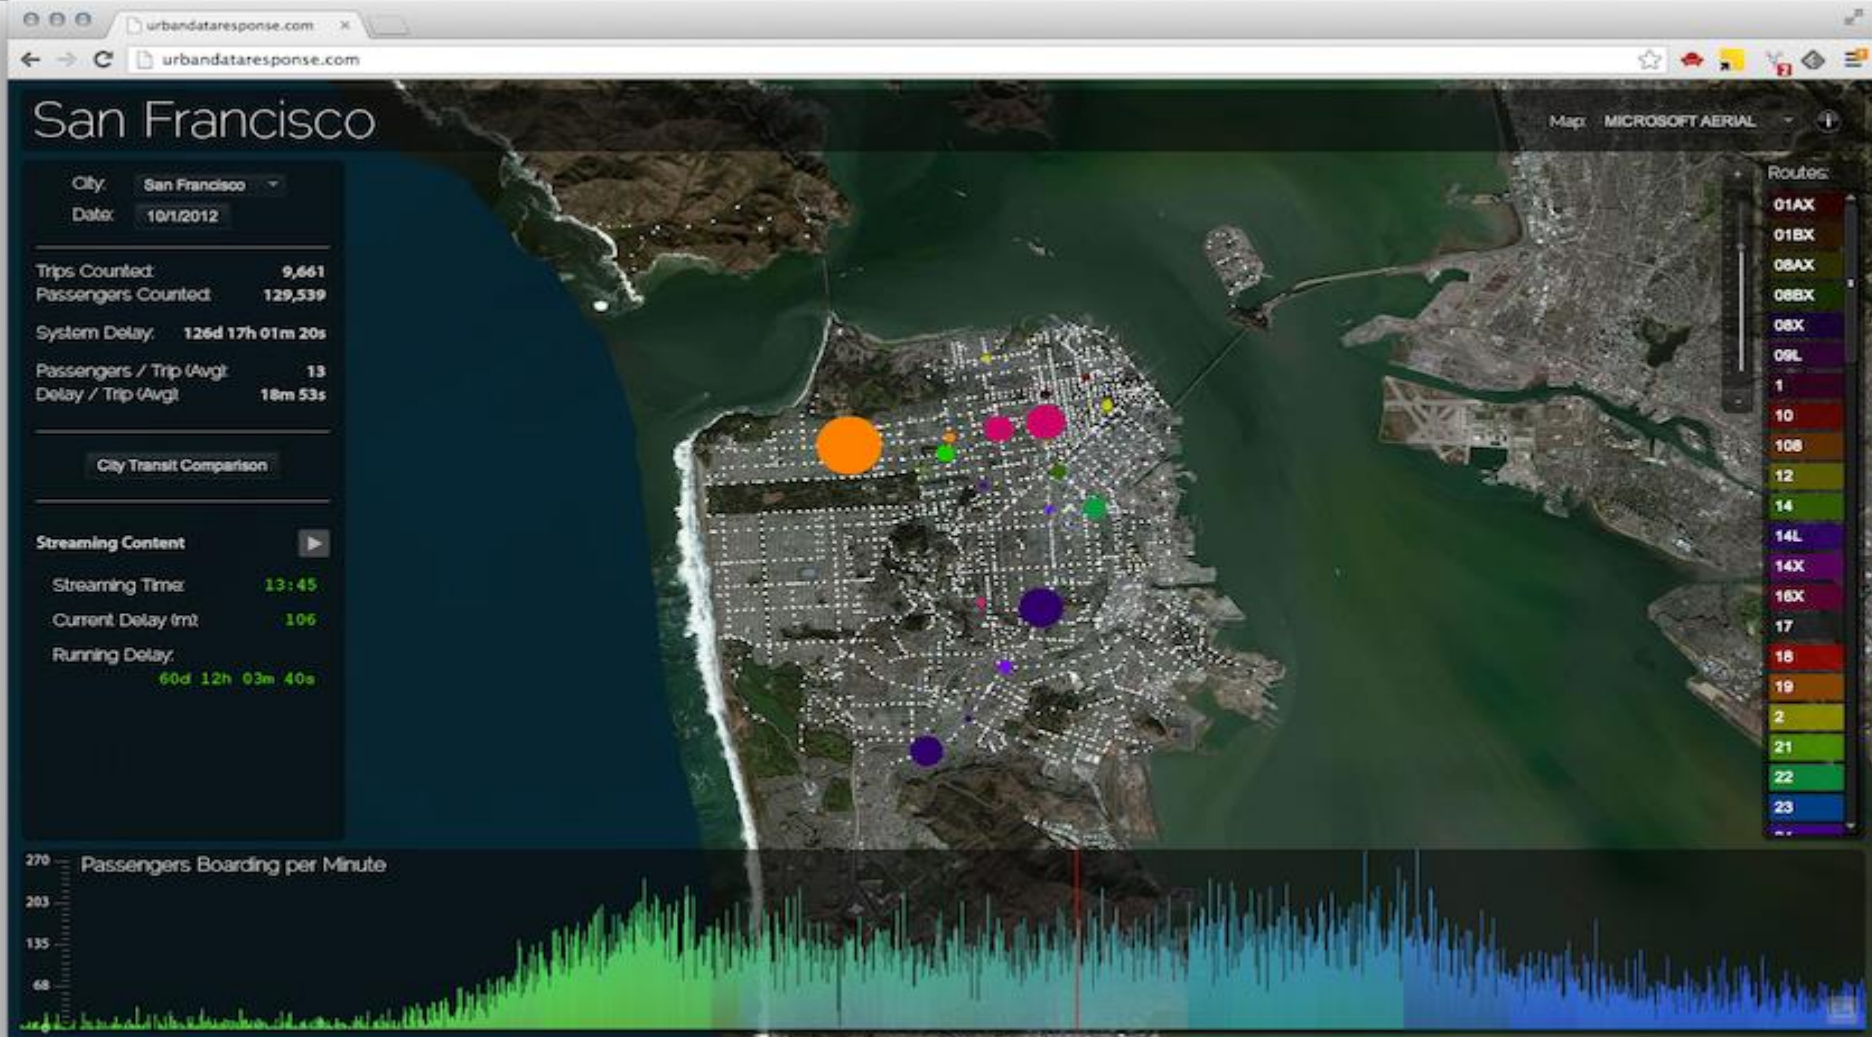 urbandataresponse.com
urbandataresponse.com
2
San Francisco
Map: MICROSOFT AERIAL
i
City: San Francisco
Date: 10/1/2012
Trips Counted: 9,661
Passengers Counted: 129,539
System Delay: 126d 17h 01m 20s
Passengers / Trip (Avg): 13
Delay / Trip (Avg): 18m 53s
City Transit Comparison
Streaming Content
Streaming Time: 13:45
Current Delay (m): 106
Running Delay:
60d 12h 03m 40s
Routes:
01AX
01BX
08AX
08BX
08X
09L
1
10
108
12
14
14L
14X
16X
17
18
19
2
21
22
23
Passengers Boarding per Minute
270
203
135
68
0